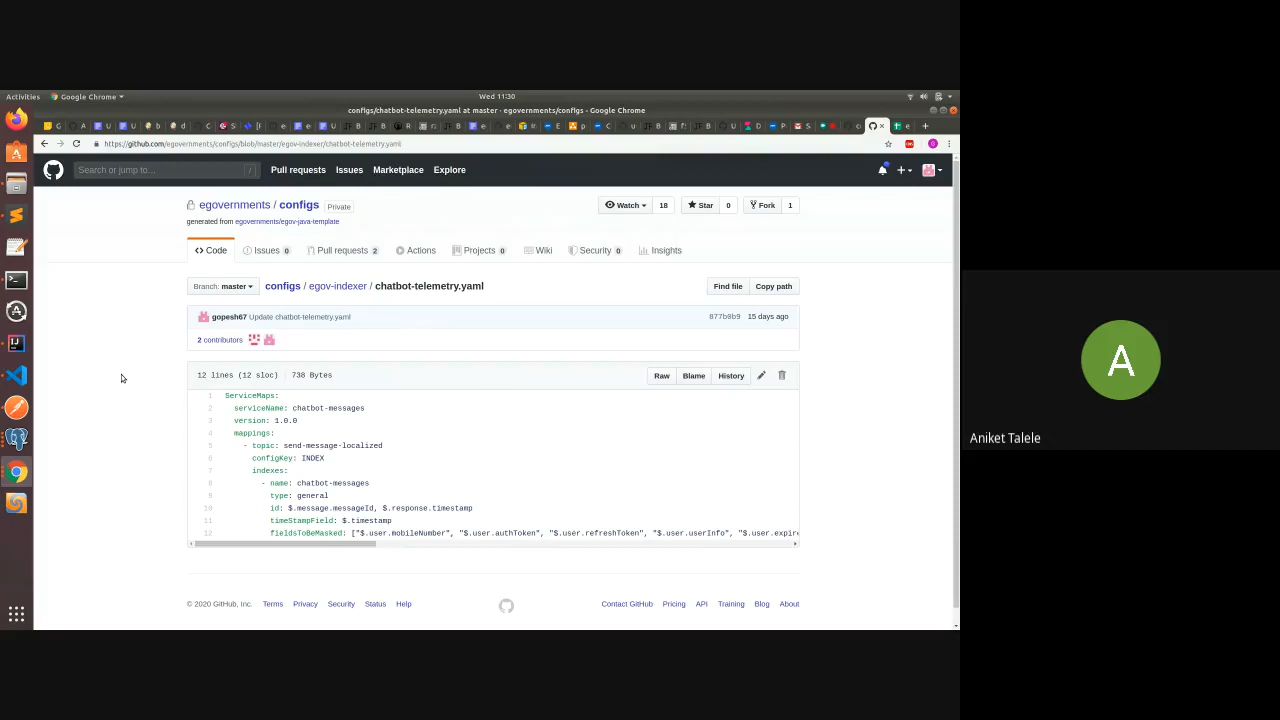 Activities
Google Chrome
Wed 11:30
configs/chatbot-telemetry.yaml at master · egovernments/configs - Google Chrome
https://github.com/egovernments/configs/blob/master/egov-indexer/chatbot-telemetry.yaml
Search or jump to...
/
Pull requests
Issues
Marketplace
Explore
egovernments / configs
Private
Watch
18
Star
0
Fork
1
generated from egovernments/egov-java-template
Code
Issues 0
Pull requests 2
Actions
Projects 0
Wiki
Security 0
Insights
Branch: master
configs / egov-indexer / chatbot-telemetry.yaml
Find file
Copy path
gopesh67 Update chatbot-telemetry.yaml
877b0b9 15 days ago
2 contributors
12 lines (12 sloc) | 738 Bytes
Raw
Blame
History
1 ServiceMaps:
2 serviceName: chatbot-messages
3 version: 1.0.0
4 mappings:
5 - topic: send-message-localized
6 configKey: INDEX
7 indexes:
8 - name: chatbot-messages
9 type: general
10 id: $.message.messageId, $.response.timestamp
11 timeStampField: $.timestamp
12 fieldsToBeMasked: ["$.user.mobileNumber", "$.user.authToken", "$.user.refreshToken", "$.user.userInfo", "$.user.expire
© 2020 GitHub, Inc.
Terms
Privacy
Security
Status
Help
Contact GitHub
Pricing
API
Training
Blog
About
A
Aniket Talele